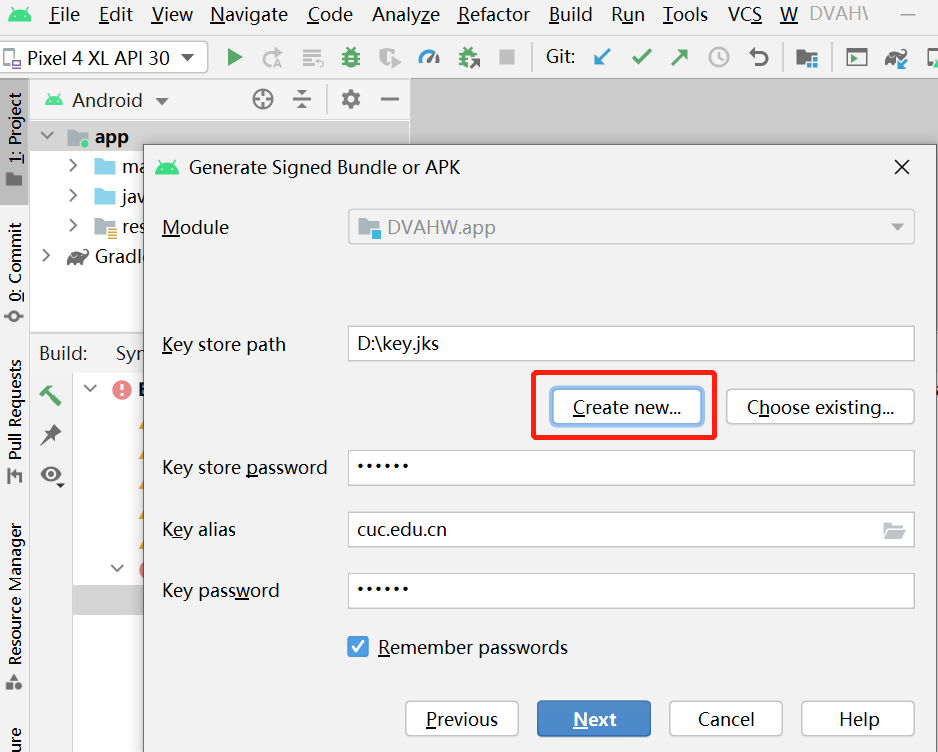 File Edit View Navigate Code Analyze Refactor Build Run Tools VCS W DVAHV
Pixel 4 XL API 30 Git:
Android
app
ma
jav
res
Gradle
1: Project
0: Commit
Pull Requests
Resource Manager
Build:
Generate Signed Bundle or APK
Module DVAHW.app
Key store path D:\key.jks
Create new... Choose existing...
Key store password ••••••
Key alias cuc.edu.cn
Key password ••••••
Remember passwords
Previous Next Cancel Help